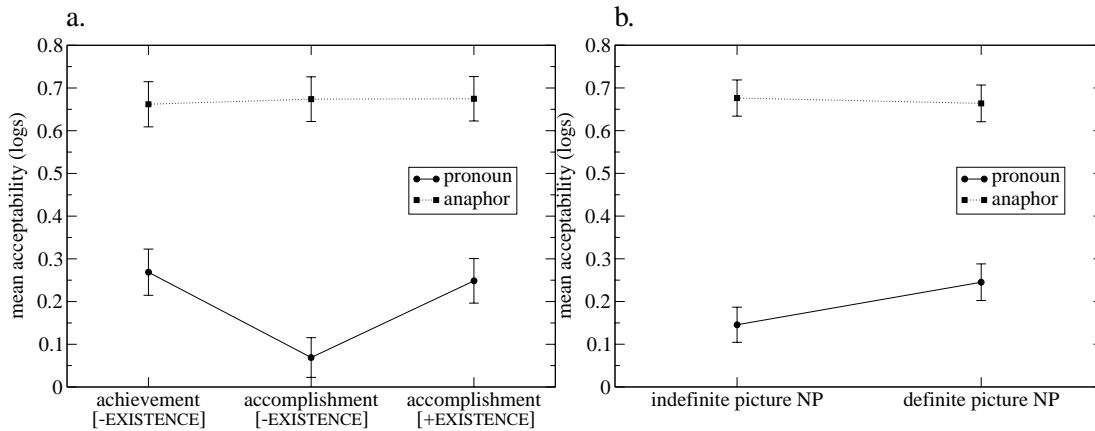 a.
mean acceptability (logs)
0.8
0.7
0.6
0.5
0.4
0.3
0.2
0.1
0
pronoun
anaphor
achievement
[-EXISTENCE]
accomplishment
[-EXISTENCE]
accomplishment
[+EXISTENCE]
b.
mean acceptability (logs)
0.8
0.7
0.6
0.5
0.4
0.3
0.2
0.1
0
pronoun
anaphor
indefinite picture NP
definite picture NP